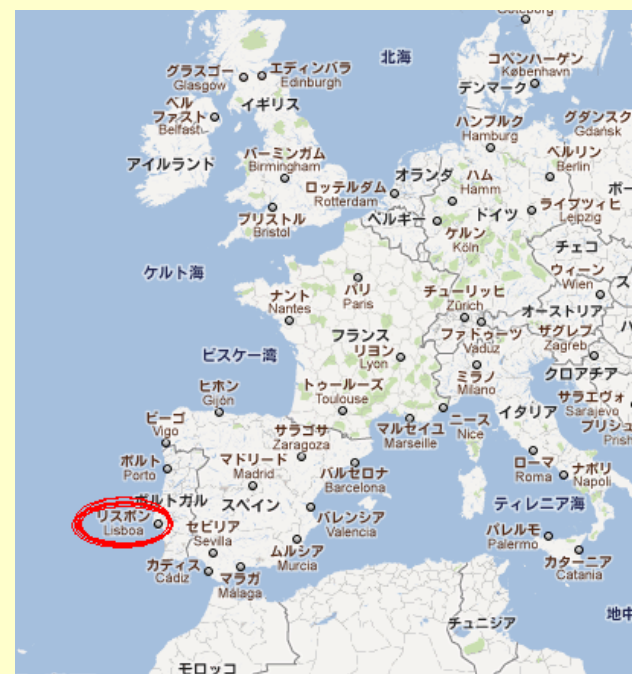 Göteborg
北海
コペンハーゲン
København
グラスゴー
Glasgow
エディンバラ
Edinburgh
デンマーク
イギリス
ベル
ファスト
Belfast
ハンブルク
Hamburg
グダンスク
Gdańsk
アイルランド
バーミンガム
Birmingham
ベルリン
Berlin
オランダ
ハム
Hamm
ロッテルダム
Rotterdam
ポー
ブリストル
Bristol
ベルギー
ドイツ
ライプツィヒ
Leipzig
ケルン
Köln
チェコ
ケルト海
ウィーン
Wien
ス
パリ
Paris
チューリッヒ
Zürich
ナント
Nantes
オーストリア
ハ
フランス
ファドゥーツ
Vaduz
ザグレブ
Zagreb
ビスケー湾
リヨン
Lyon
ミラノ
Milano
クロアチア
ヒホン
Gijón
トゥールーズ
Toulouse
サラエヴォ
Sarajevo
イタリア
ビーゴ
Vigo
サラゴサ
Zaragoza
マルセイユ
Marseille
ニース
Nice
プリシュ
Prish
ポルト
Porto
マドリード
Madrid
バルセロナ
Barcelona
ローマ
Roma
ナポリ
Napoli
ポルトガル
スペイン
ティレニア海
リスボン
Lisboa
セビリア
Sevilla
バレンシア
Valencia
パレルモ
Palermo
ムルシア
Murcia
カディス
Cádiz
マラガ
Málaga
カターニア
Catania
チュニジア
地中
モロッコ